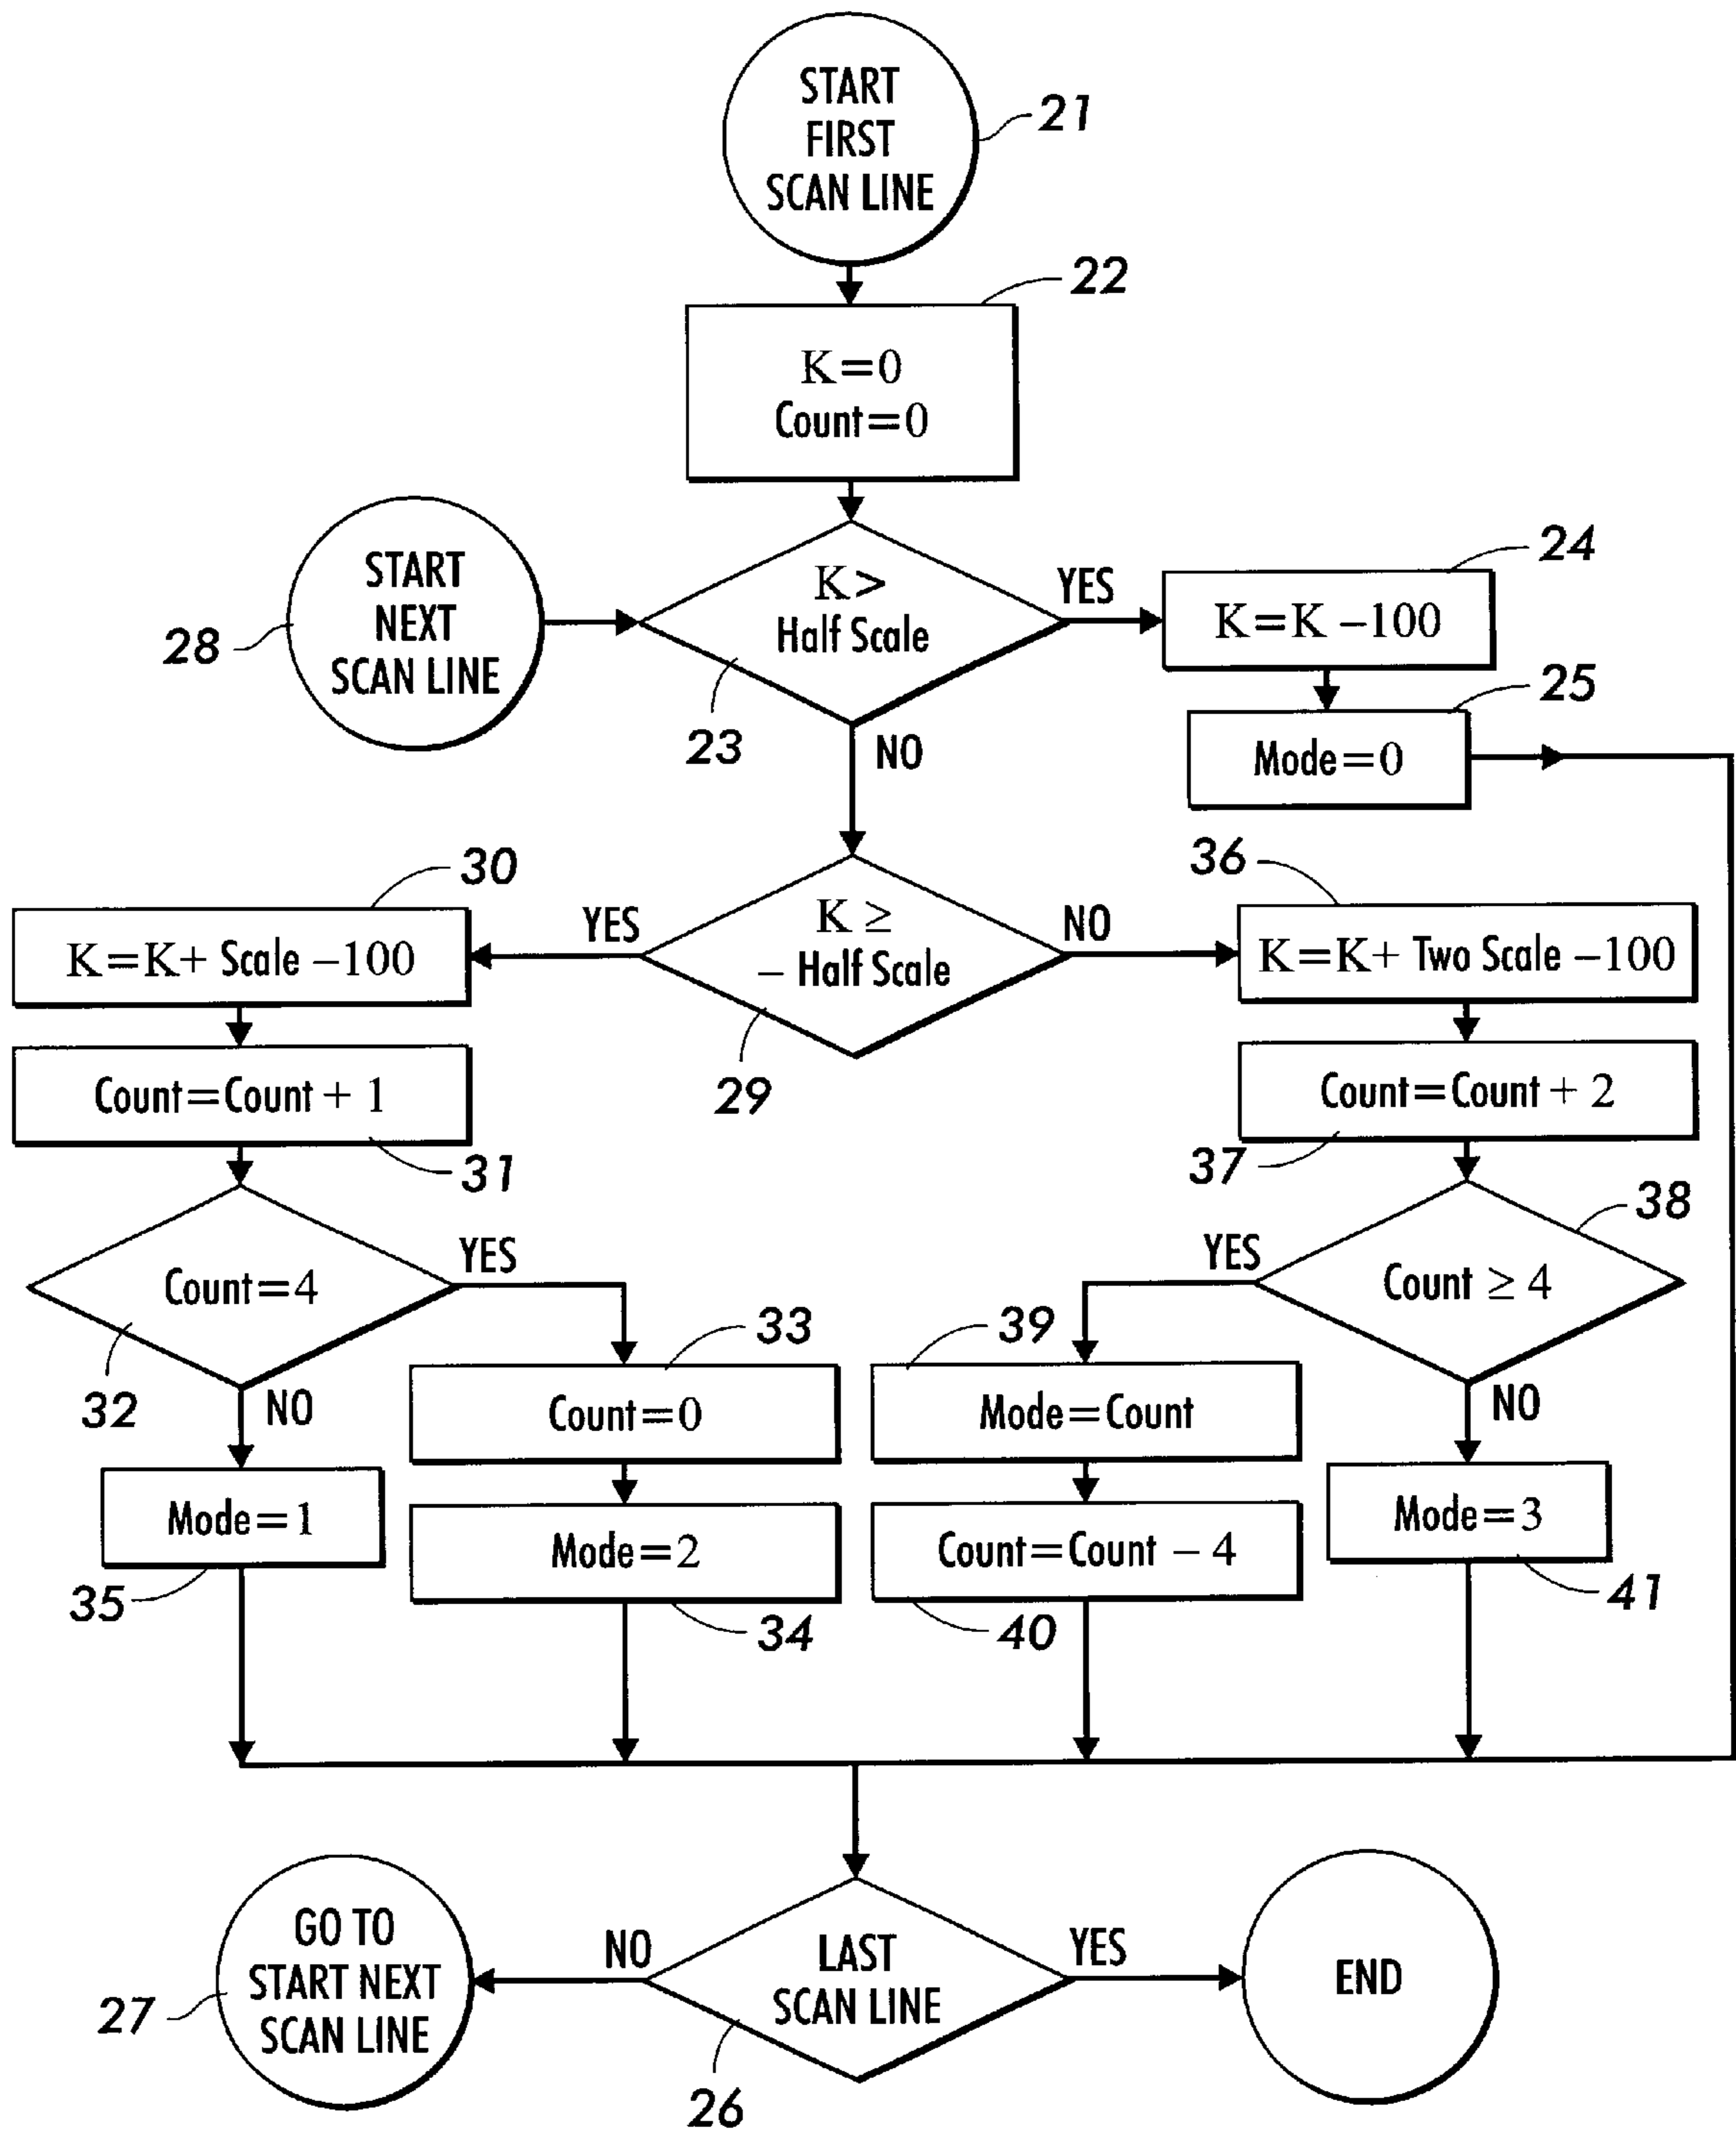 START
FIRST
SCAN LINE
21
22
K=0
Count=0
START
NEXT
SCAN LINE
28
K>
Half Scale
23
YES
24
K=K –100
25
Mode=0
NO
30
K=K+ Scale –100
YES
K ≥
– Half Scale
29
NO
36
K=K+ Two Scale –100
Count=Count + 1
31
Count=Count + 2
37
Count=4
32
YES
38
Count ≥ 4
YES
33
Count=0
39
Mode=Count
NO
NO
Mode=1
35
Mode=2
34
Count=Count – 4
40
Mode=3
41
GO TO
START NEXT
SCAN LINE
27
NO
LAST
SCAN LINE
26
YES
END